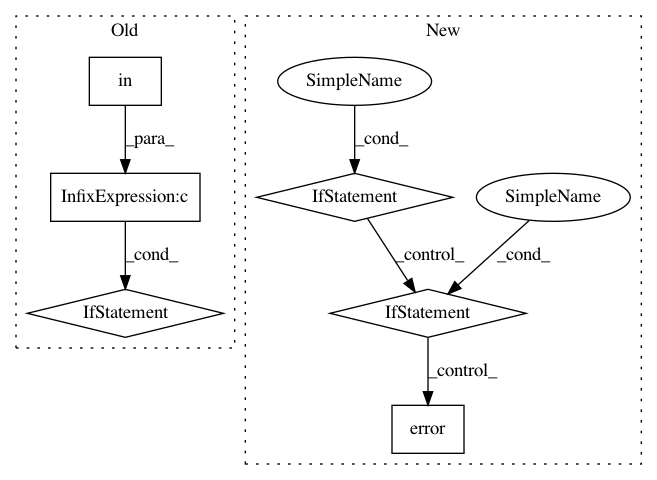 Old
New
in
SimpleName
_para_
_cond_
InfixExpression:c
IfStatement
SimpleName
_cond_
_control_
_cond_
IfStatement
IfStatement
_control_
error